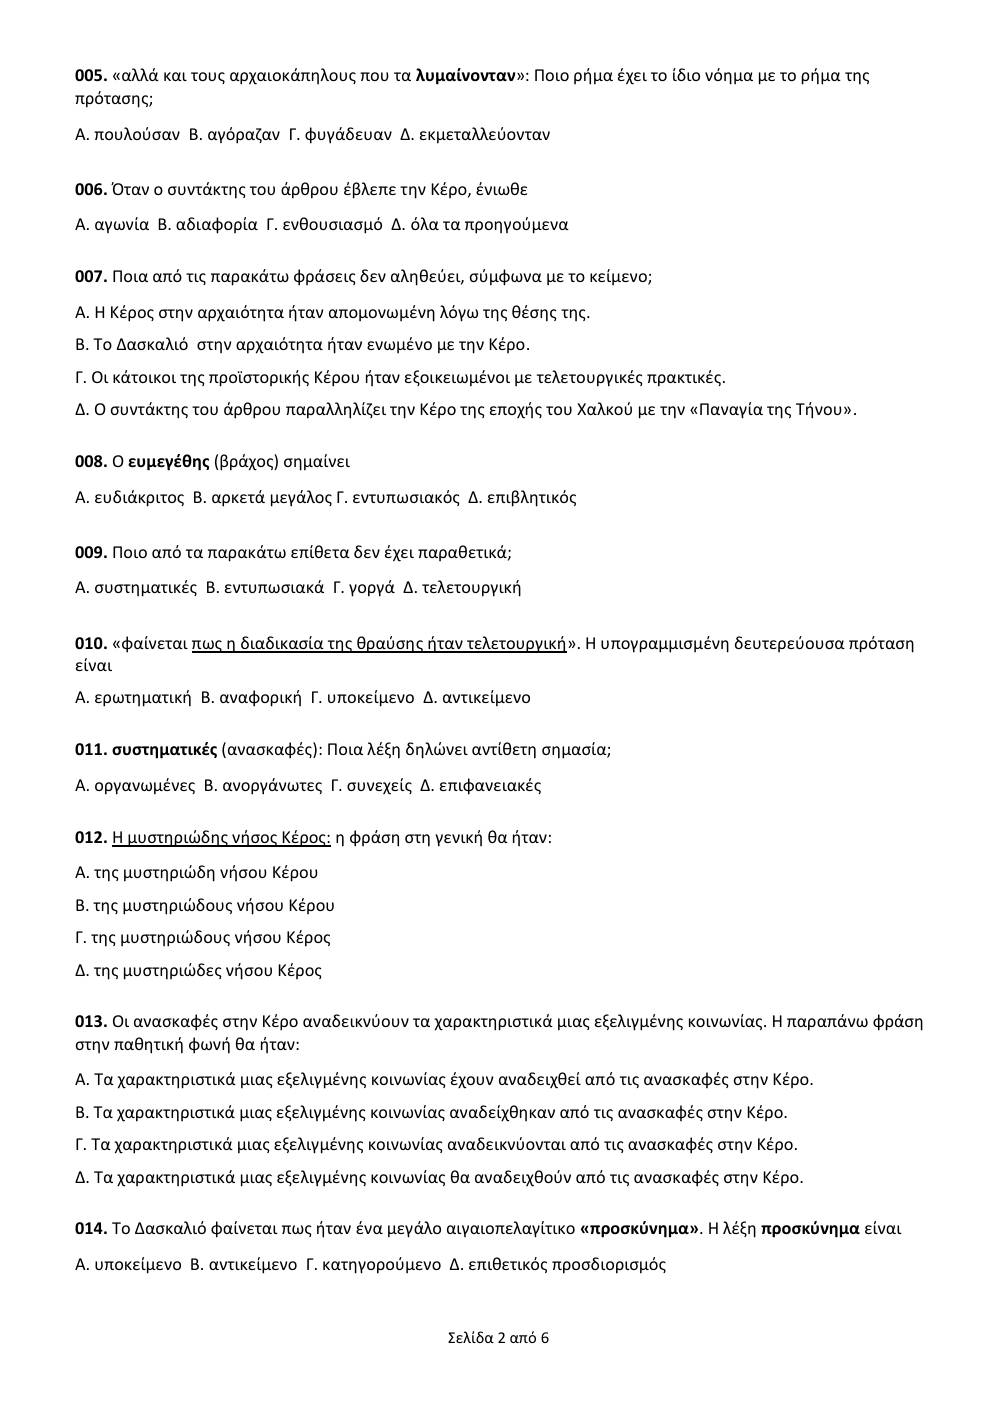 005. «αλλά και τους αρχαιοκάπηλους που τα λυμαίνονταν»: Ποιο ρήμα έχει το ίδιο νόημα με το ρήμα της
πρότασης;
Α. πουλούσαν Β. αγόραζαν Γ. φυγάδευαν Δ. εκμεταλλεύονταν
006. Όταν ο συντάκτης του άρθρου έβλεπε την Κέρο, ένιωθε
Α. αγωνία Β. αδιαφορία Γ. ενθουσιασμό Δ. όλα τα προηγούμενα
007. Ποια από τις παρακάτω φράσεις δεν αληθεύει, σύμφωνα με το κείμενο;
Α. Η Κέρος στην αρχαιότητα ήταν απομονωμένη λόγω της θέσης της.
Β. Το Δασκαλιό στην αρχαιότητα ήταν ενωμένο με την Κέρο.
Γ. Οι κάτοικοι της προϊστορικής Κέρου ήταν εξοικειωμένοι με τελετουργικές πρακτικές.
Δ. Ο συντάκτης του άρθρου παραλληλίζει την Κέρο της εποχής του Χαλκού με την «Παναγία της Τήνου».
008. Ο ευμεγέθης (βράχος) σημαίνει
Α. ευδιάκριτος Β. αρκετά μεγάλος Γ. εντυπωσιακός Δ. επιβλητικός
009. Ποιο από τα παρακάτω επίθετα δεν έχει παραθετικά;
Α. συστηματικές Β. εντυπωσιακά Γ. γοργά Δ. τελετουργική
010. «φαίνεται πως η διαδικασία της θραύσης ήταν τελετουργική». Η υπογραμμισμένη δευτερεύουσα πρόταση
είναι
Α. ερωτηματική Β. αναφορική Γ. υποκείμενο Δ. αντικείμενο
011. συστηματικές (ανασκαφές): Ποια λέξη δηλώνει αντίθετη σημασία;
Α. οργανωμένες Β. ανοργάνωτες Γ. συνεχείς Δ. επιφανειακές
012. Η μυστηριώδης νήσος Κέρος: η φράση στη γενική θα ήταν:
Α. της μυστηριώδη νήσου Κέρου
Β. της μυστηριώδους νήσου Κέρου
Γ. της μυστηριώδους νήσου Κέρος
Δ. της μυστηριώδες νήσου Κέρος
013. Οι ανασκαφές στην Κέρο αναδεικνύουν τα χαρακτηριστικά μιας εξελιγμένης κοινωνίας. Η παραπάνω φράση
στην παθητική φωνή θα ήταν:
Α. Τα χαρακτηριστικά μιας εξελιγμένης κοινωνίας έχουν αναδειχθεί από τις ανασκαφές στην Κέρο.
Β. Τα χαρακτηριστικά μιας εξελιγμένης κοινωνίας αναδείχθηκαν από τις ανασκαφές στην Κέρο.
Γ. Τα χαρακτηριστικά μιας εξελιγμένης κοινωνίας αναδεικνύονται από τις ανασκαφές στην Κέρο.
Δ. Τα χαρακτηριστικά μιας εξελιγμένης κοινωνίας θα αναδειχθούν από τις ανασκαφές στην Κέρο.
014. Το Δασκαλιό φαίνεται πως ήταν ένα μεγάλο αιγαιοπελαγίτικο «προσκύνημα». Η λέξη προσκύνημα είναι
Α. υποκείμενο Β. αντικείμενο Γ. κατηγορούμενο Δ. επιθετικός προσδιορισμός
Σελίδα 2 από 6